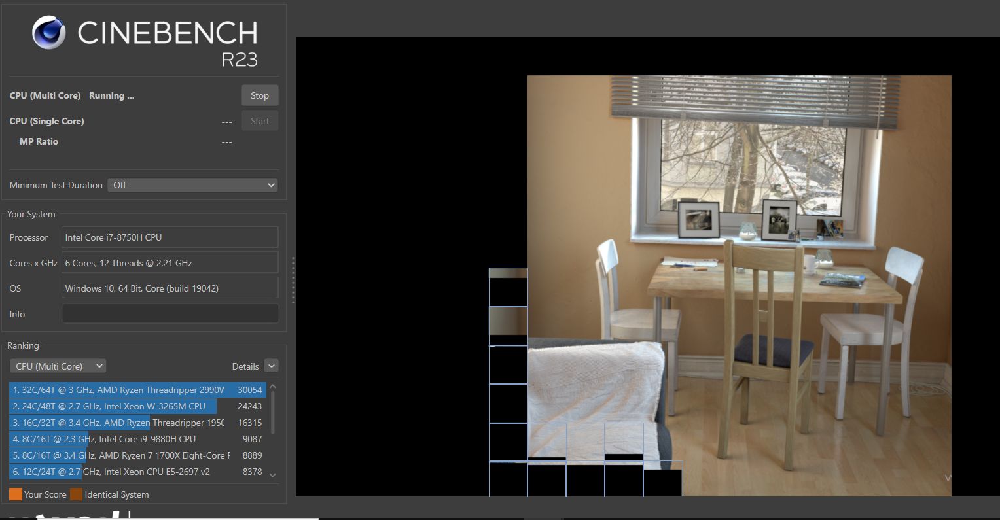 CINEBENCH
R23
CPU (Multi Core) Running ... Stop
CPU (Single Core) --- Start
MP Ratio ---
Minimum Test Duration Off
Your System
Processor Intel Core i7-8750H CPU
Cores x GHz 6 Cores, 12 Threads @ 2.21 GHz
OS Windows 10, 64 Bit, Core (build 19042)
Info
Ranking
CPU (Multi Core) Details
1. 32C/64T @ 3 GHz, AMD Ryzen Threadripper 2990W 30054
2. 24C/48T @ 2.7 GHz, Intel Xeon W-3265M CPU 24243
3. 16C/32T @ 3.4 GHz, AMD Ryzen Threadripper 1950 16315
4. 8C/16T @ 2.3 GHz, Intel Core i9-9880H CPU 9087
5. 8C/16T @ 3.4 GHz, AMD Ryzen 7 1700X Eight-Core 8889
6. 12C/24T @ 2.7 GHz, Intel Xeon CPU E5-2697 v2 8378
Your Score Identical System